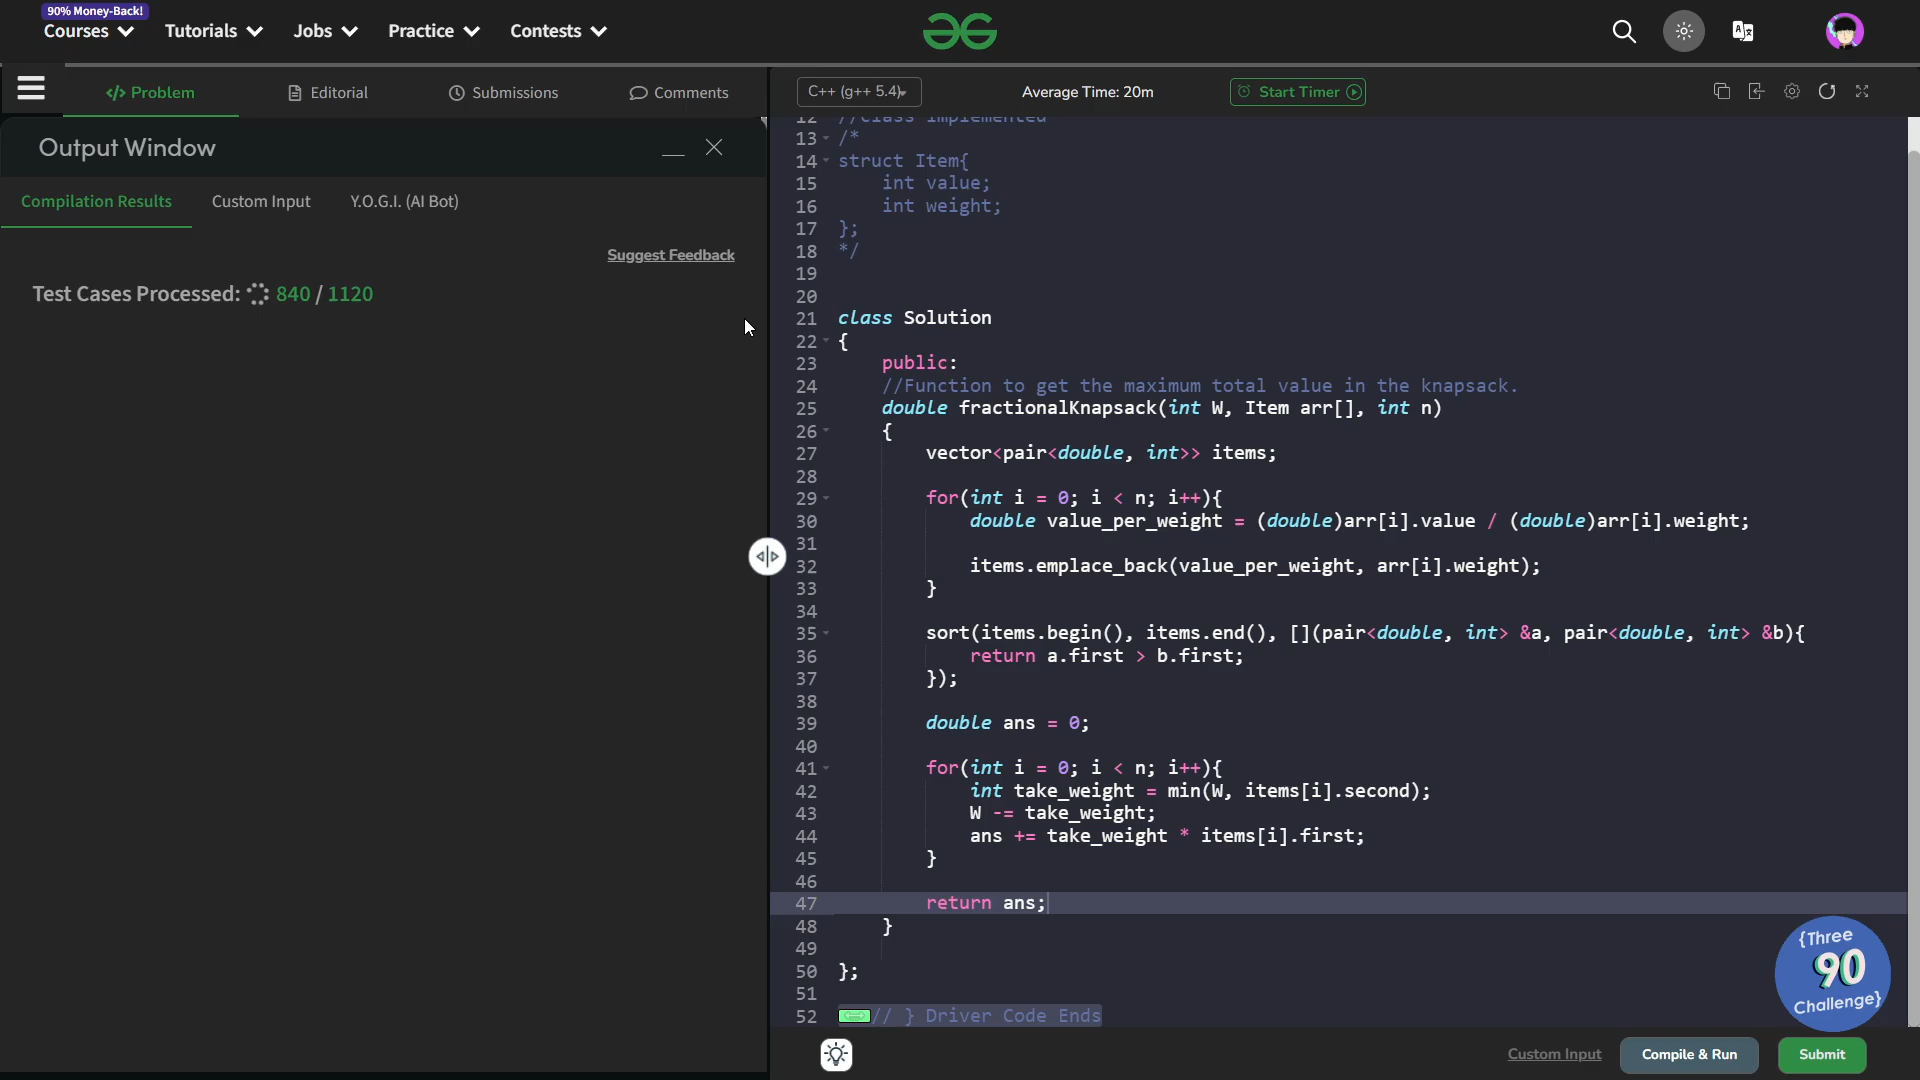 90% Money-Back!
Courses Tutorials Jobs Practice Contests
Problem Editorial Submissions Comments
C++ (g++ 5.4) Average Time: 20m Start Timer
Output Window
Compilation Results Custom Input Y.O.G.I. (AI Bot)
Suggest Feedback
Test Cases Processed: 840 / 1120
12 //class implemented
13 /*
14 struct Item{
15 int value;
16 int weight;
17 };
18 */
19
20
21 class Solution
22 {
23 public:
24 //Function to get the maximum total value in the knapsack.
25 double fractionalKnapsack(int W, Item arr[], int n)
26 {
27 vector<pair<double, int>> items;
28
29 for(int i = 0; i < n; i++){
30 double value_per_weight = (double)arr[i].value / (double)arr[i].weight;
31
32 items.emplace_back(value_per_weight, arr[i].weight);
33 }
34
35 sort(items.begin(), items.end(), [](pair<double, int> &a, pair<double, int> &b){
36 return a.first > b.first;
37 });
38
39 double ans = 0;
40
41 for(int i = 0; i < n; i++){
42 int take_weight = min(W, items[i].second);
43 W -= take_weight;
44 ans += take_weight * items[i].first;
45 }
46
47 return ans;
48 }
49
50 };
51
52 // } Driver Code Ends
{Three
90
Challenge}
Custom Input Compile & Run Submit